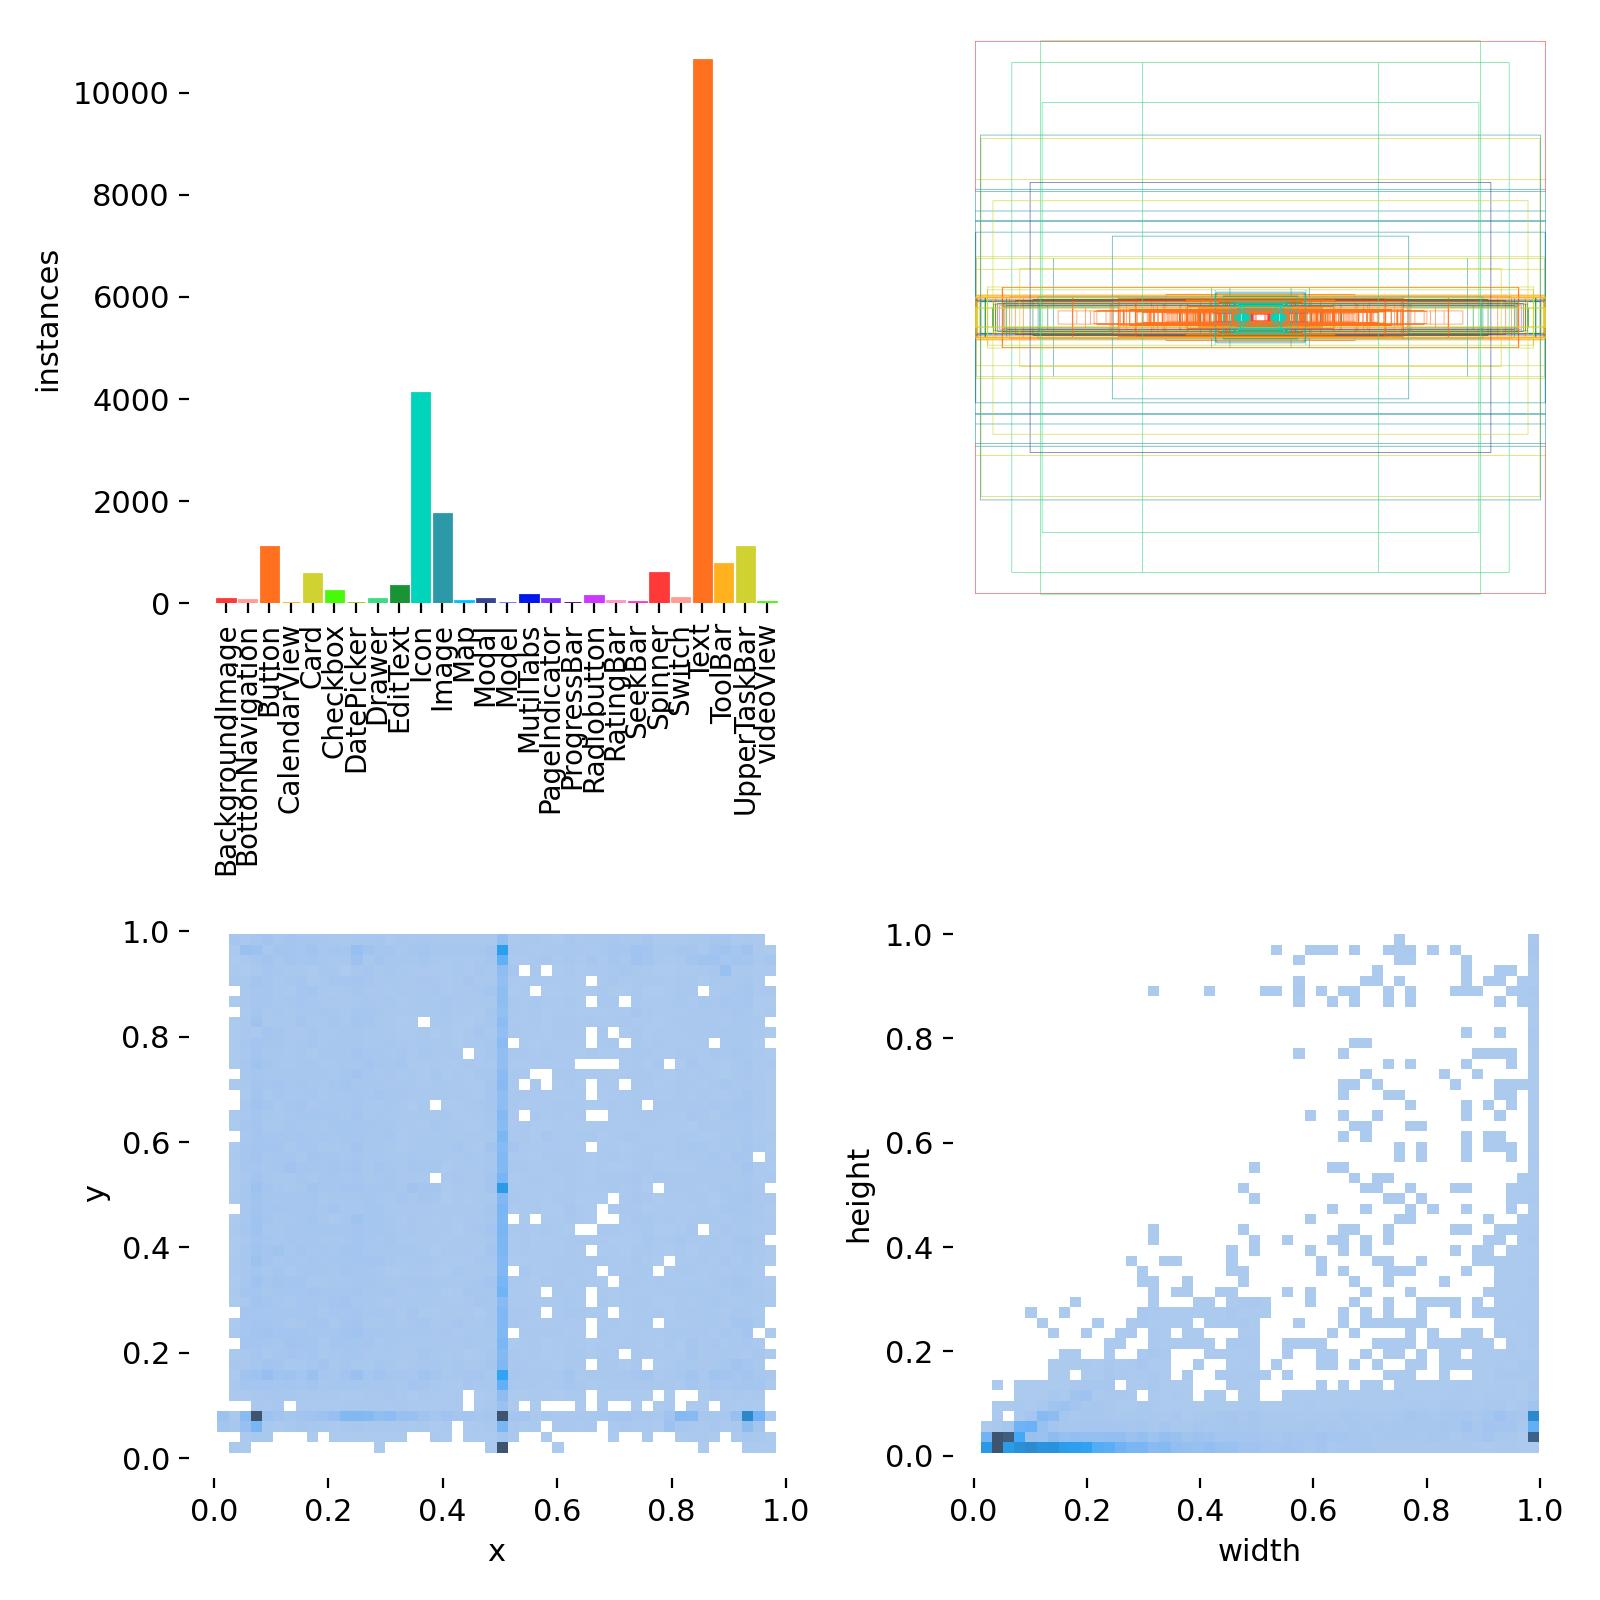 10000
8000
6000
4000
2000
0
instances
BackgroundImage
BottonNavigation
Button
CalendarView
Card
Checkbox
DatePicker
Drawer
EditText
Icon
Image
Map
Modal
Model
MutilTabs
PageIndicator
ProgressBar
Radiobutton
RatingBar
SeekBar
Spinner
Switch
Text
ToolBar
UpperTaskBar
videoView
1.0
0.8
0.6
0.4
0.2
0.0
y
0.0 0.2 0.4 0.6 0.8 1.0
x
1.0
0.8
0.6
0.4
0.2
0.0
height
0.0 0.2 0.4 0.6 0.8 1.0
width